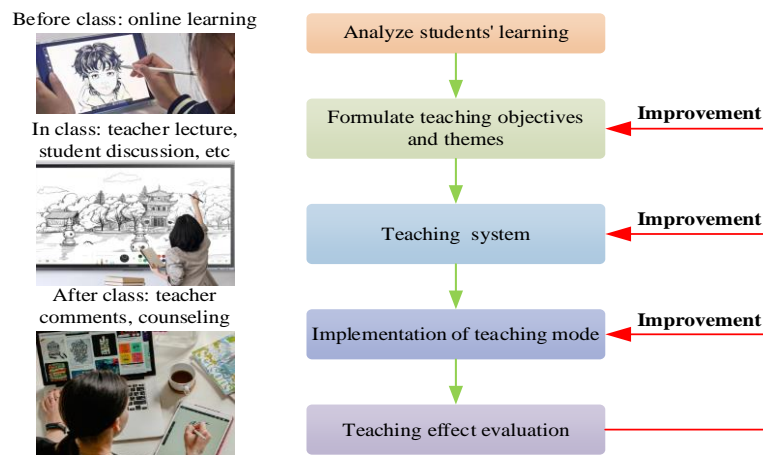 Before class: online learning
In class: teacher lecture,
student discussion, etc
After class: teacher
comments, counseling
Analyze students' learning
Formulate teaching objectives
and themes
Improvement
Teaching system
Improvement
Implementation of teaching mode
Improvement
Teaching effect evaluation